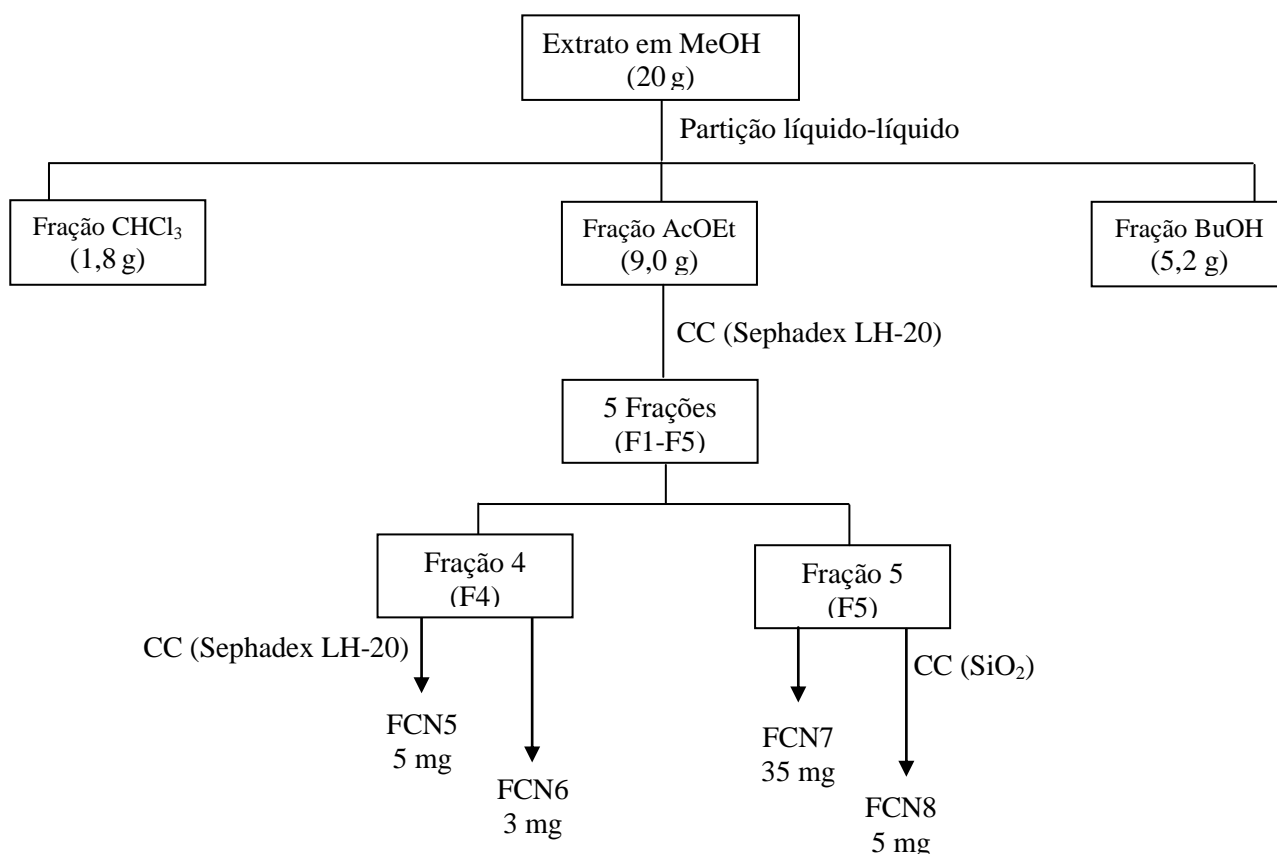 Extrato em MeOH
(20 g)
Partição líquido-líquido
Fração CHCl₃
(1,8 g)
Fração AcOEt
(9,0 g)
Fração BuOH
(5,2 g)
CC (Sephadex LH-20)
5 Frações
(F1-F5)
Fração 4
(F4)
Fração 5
(F5)
CC (Sephadex LH-20)
CC (SiO₂)
FCN5
5 mg
FCN6
3 mg
FCN7
35 mg
FCN8
5 mg